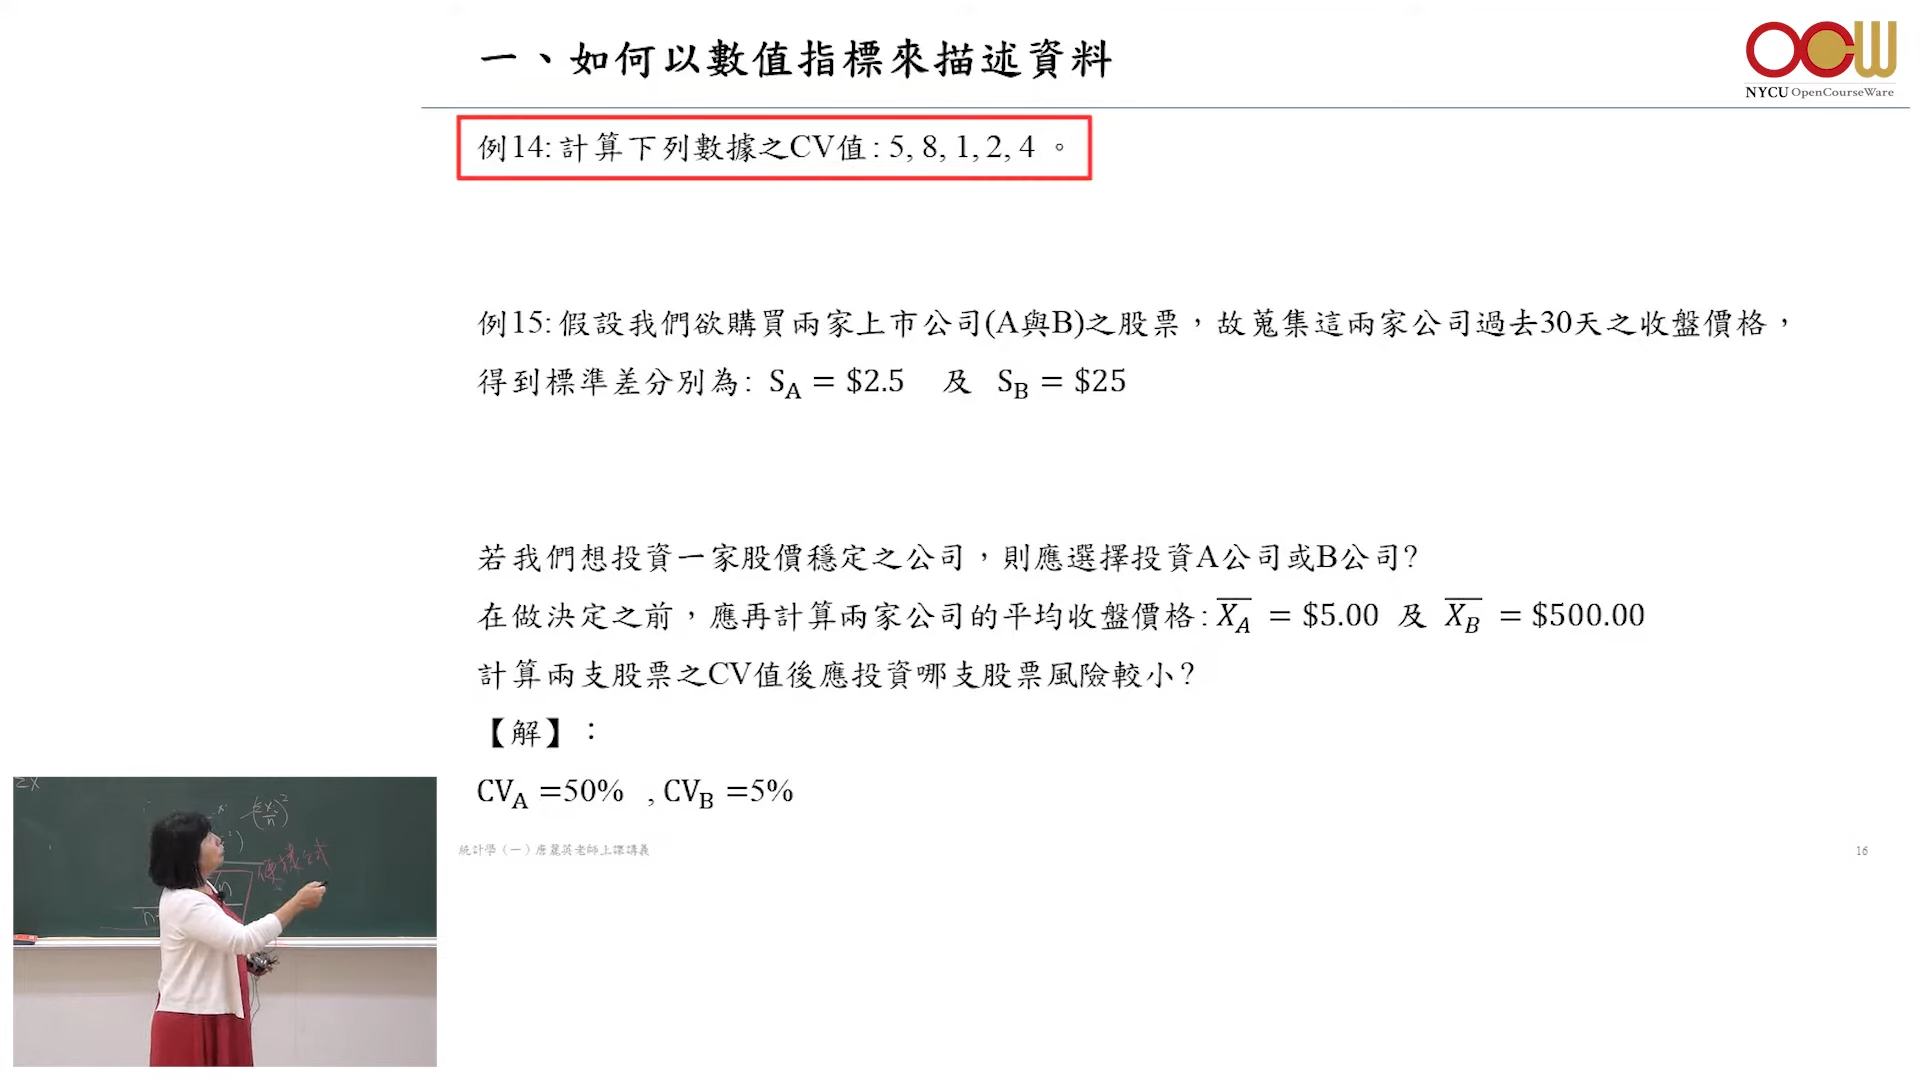 一、如何以數值指標來描述資料
OCW
NYCU OpenCourseWare
例14: 計算下列數據之CV值: 5, 8, 1, 2, 4 。
例15: 假設我們欲購買兩家上市公司(A與B)之股票，故蒐集這兩家公司過去30天之收盤價格，
得到標準差分別為: S_A = $2.5 及 S_B = $25
若我們想投資一家股價穩定之公司，則應選擇投資A公司或B公司?
在做決定之前，應再計算兩家公司的平均收盤價格: X̅_A = $5.00 及 X̅_B = $500.00
計算兩支股票之CV值後應投資哪支股票風險較小?
【解】：
CV_A =50% , CV_B =5%
統計學（一）唐麗英老師上課講義
16